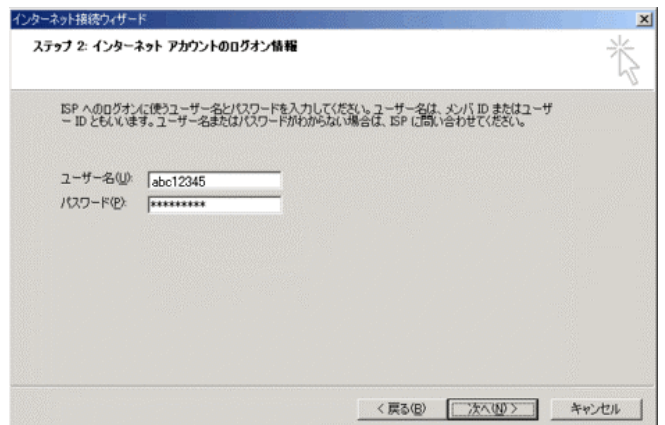 インターネット接続ウィザード
ステップ 2: インターネット アカウントのログオン情報
ISP へのログオンに使うユーザー名とパスワードを入力してください。ユーザー名は、メンバ ID またはユーザ
ー ID ともいいます。ユーザー名またはパスワードがわからない場合は、ISP に問い合わせてください。
ユーザー名(U): abc12345
パスワード(P): *********
< 戻る(B) 次へ(N) > キャンセル